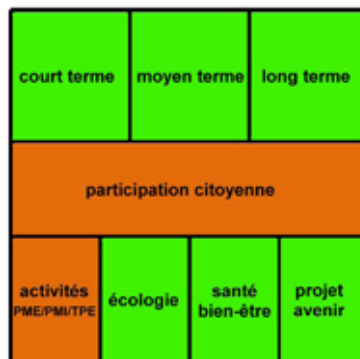 court terme moyen terme long terme
participation citoyenne
activités
PME/PMI/TPE
écologie
santé
bien-être
projet
avenir